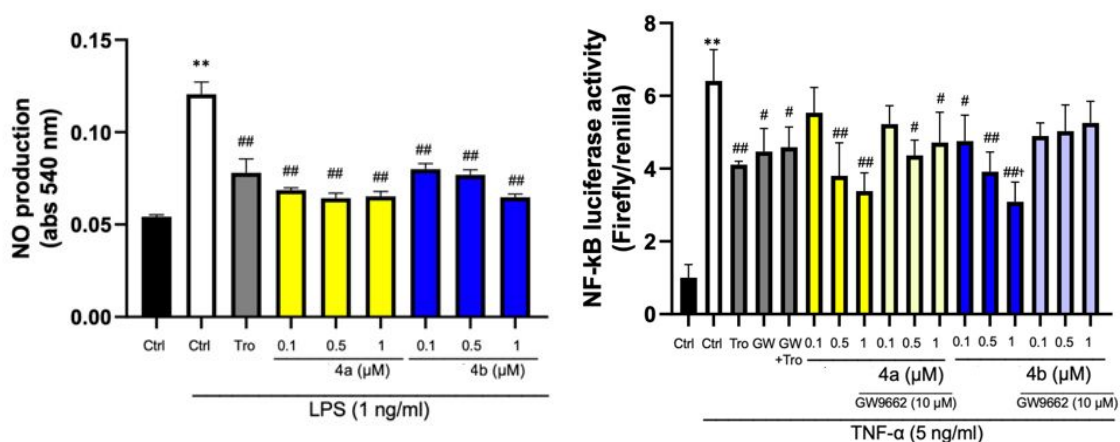 NO production
(abs 540 nm)
0.15
0.10
0.05
0.00
**
##
##
##
##
##
##
##
Ctrl
Ctrl
Tro
0.1
0.5
1
0.1
0.5
1
4a (µM)
4b (µM)
LPS (1 ng/ml)
NF-kB luciferase activity
(Firefly/renilla)
8
6
4
2
0
**
##
#
#
##
##
#
#
#
##
##†
Ctrl
Ctrl
Tro
GW
GW
+Tro
0.1
0.5
1
0.1
0.5
1
0.1
0.5
1
0.1
0.5
1
4a (µM)
4b (µM)
GW9662 (10 µM)
GW9662 (10 µM)
TNF-α (5 ng/ml)